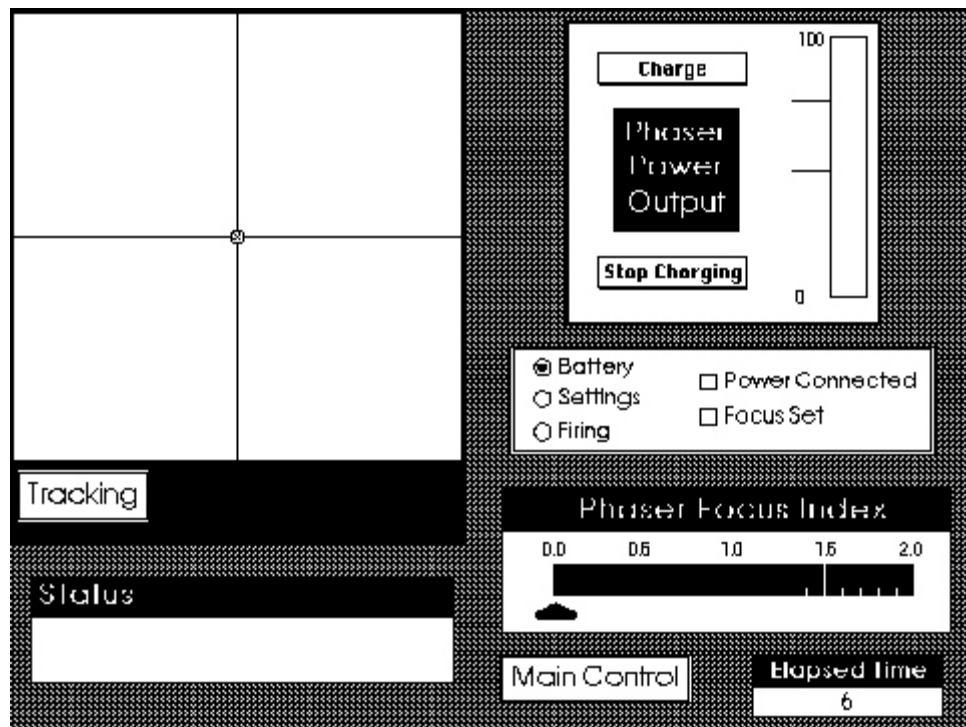 100
Charge
Phaser
Power
Output
Stop Charging
0
Battery
Settings
Firing
Power Connected
Focus Set
Tracking
Phaser Focus Index
0.0 0.5 1.0 1.5 2.0
Status
Main Control
Elapsed Time
6